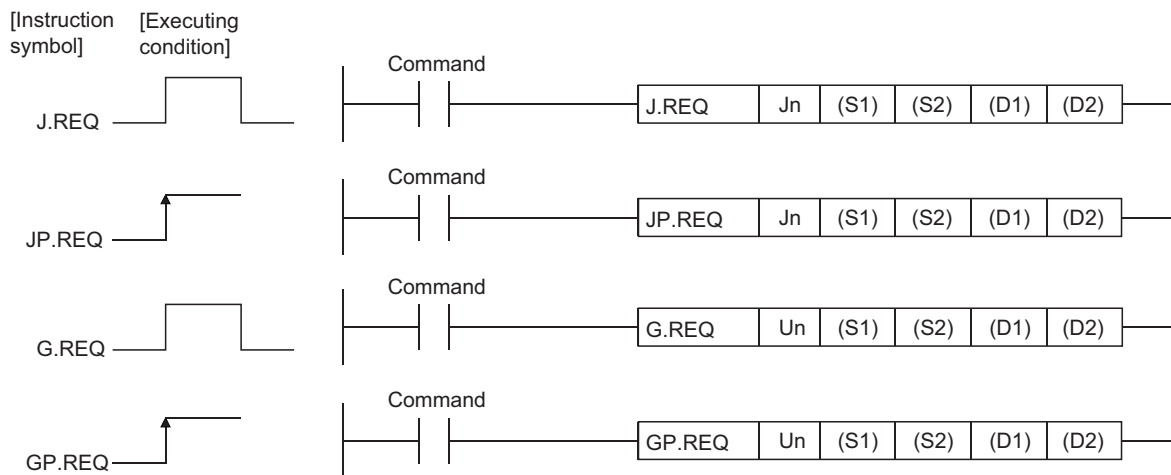 [Instruction symbol] [Executing condition]
Command
J.REQ J.REQ Jn (S1) (S2) (D1) (D2)
Command
JP.REQ JP.REQ Jn (S1) (S2) (D1) (D2)
Command
G.REQ G.REQ Un (S1) (S2) (D1) (D2)
Command
GP.REQ GP.REQ Un (S1) (S2) (D1) (D2)